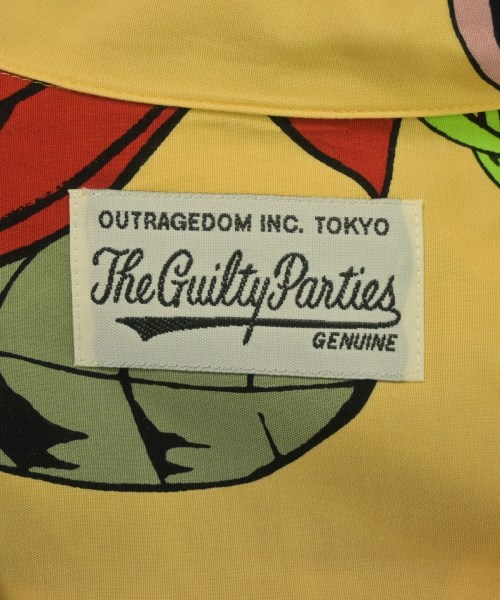 OUTRAGEDOM INC. TOKYO
The Guilty Parties
GENUINE